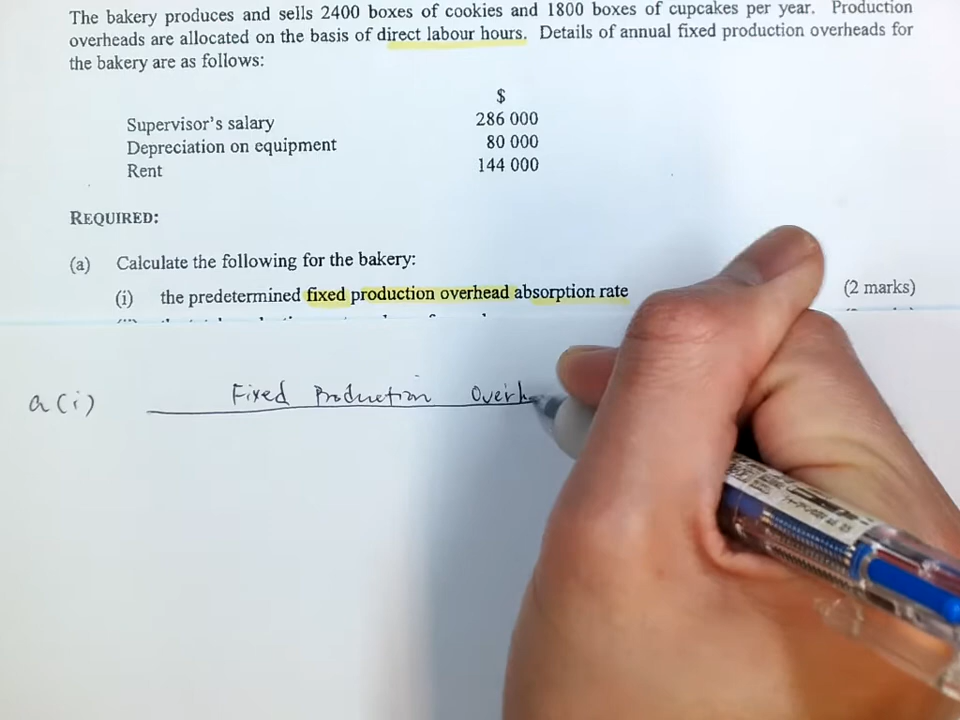 The bakery produces and sells 2400 boxes of cookies and 1800 boxes of cupcakes per year. Production
overheads are allocated on the basis of direct labour hours. Details of annual fixed production overheads for
the bakery are as follows:
$
Supervisor's salary 286 000
Depreciation on equipment 80 000
Rent 144 000
REQUIRED:
(a) Calculate the following for the bakery:
(i) the predetermined fixed production overhead absorption rate (2 marks)
a (i) Fixed Production Overh